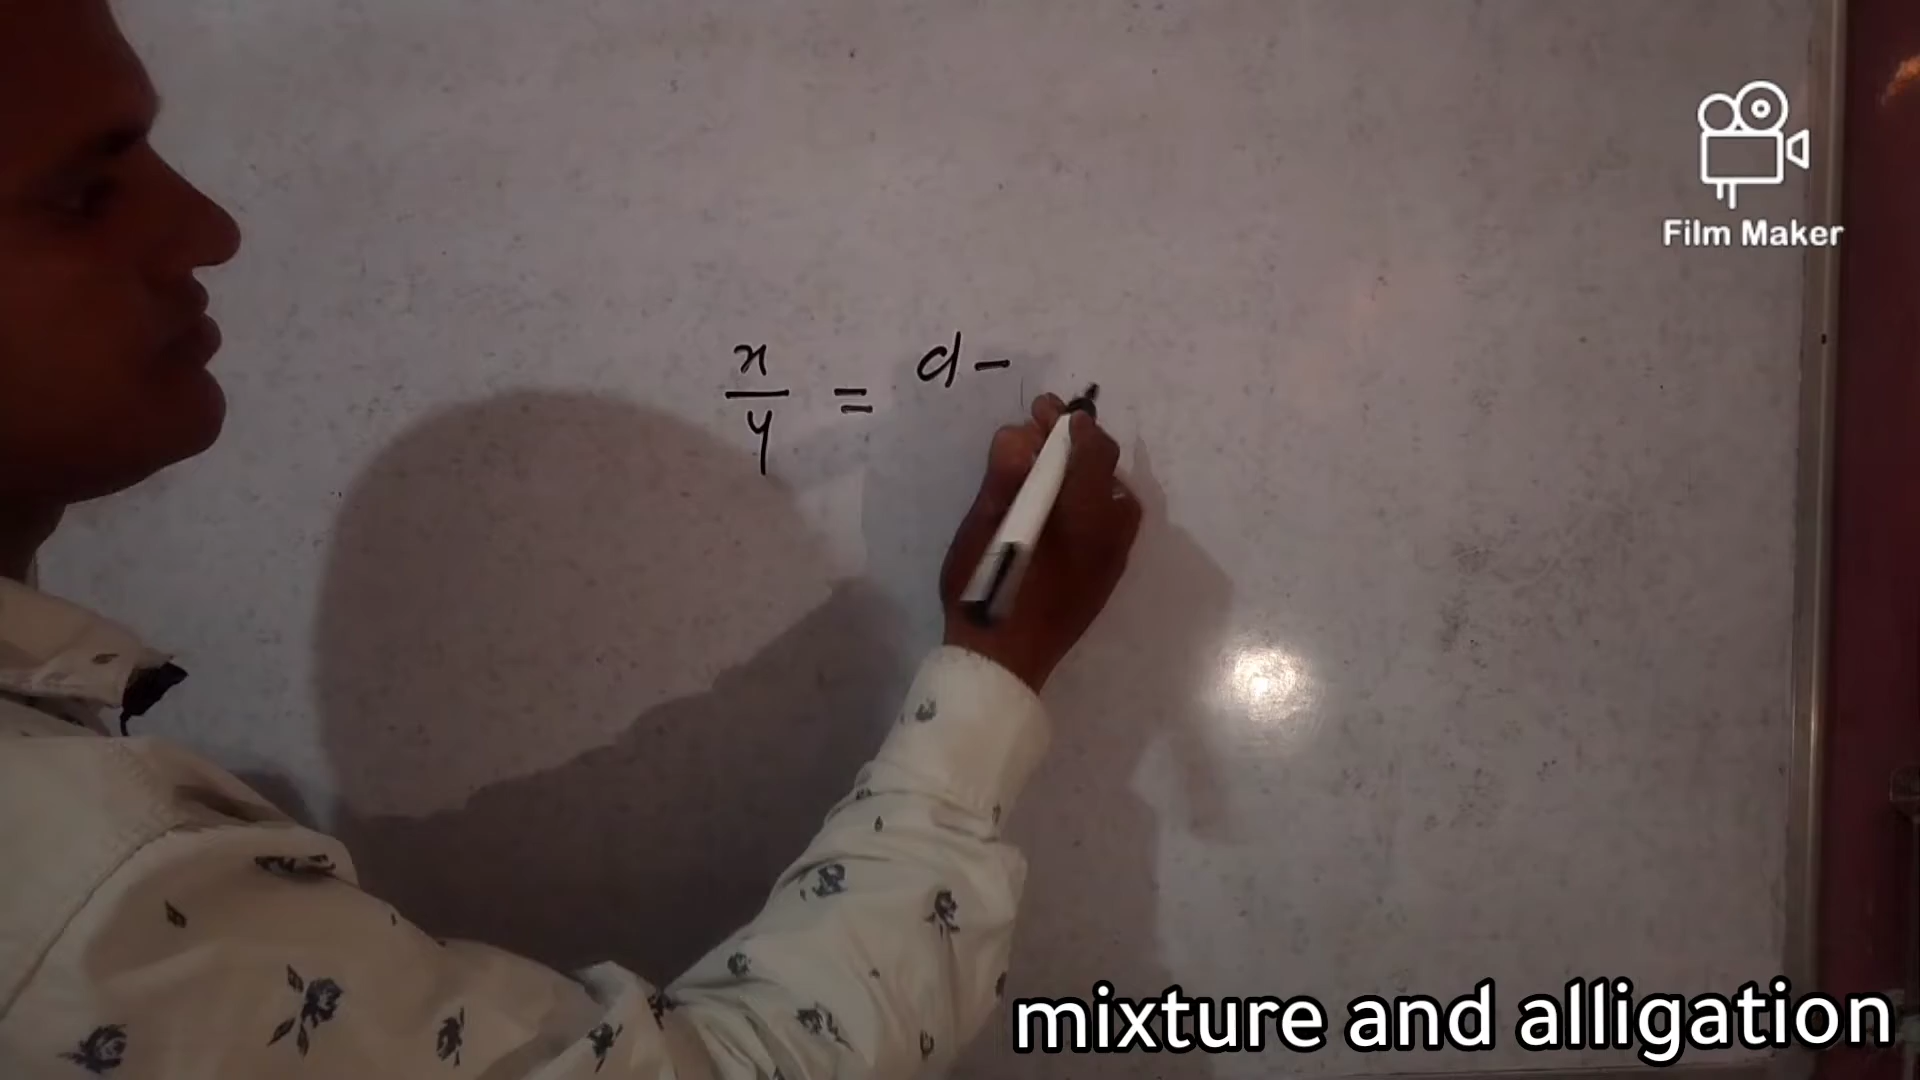 Film Maker
x/y = d -
mixture and alligation